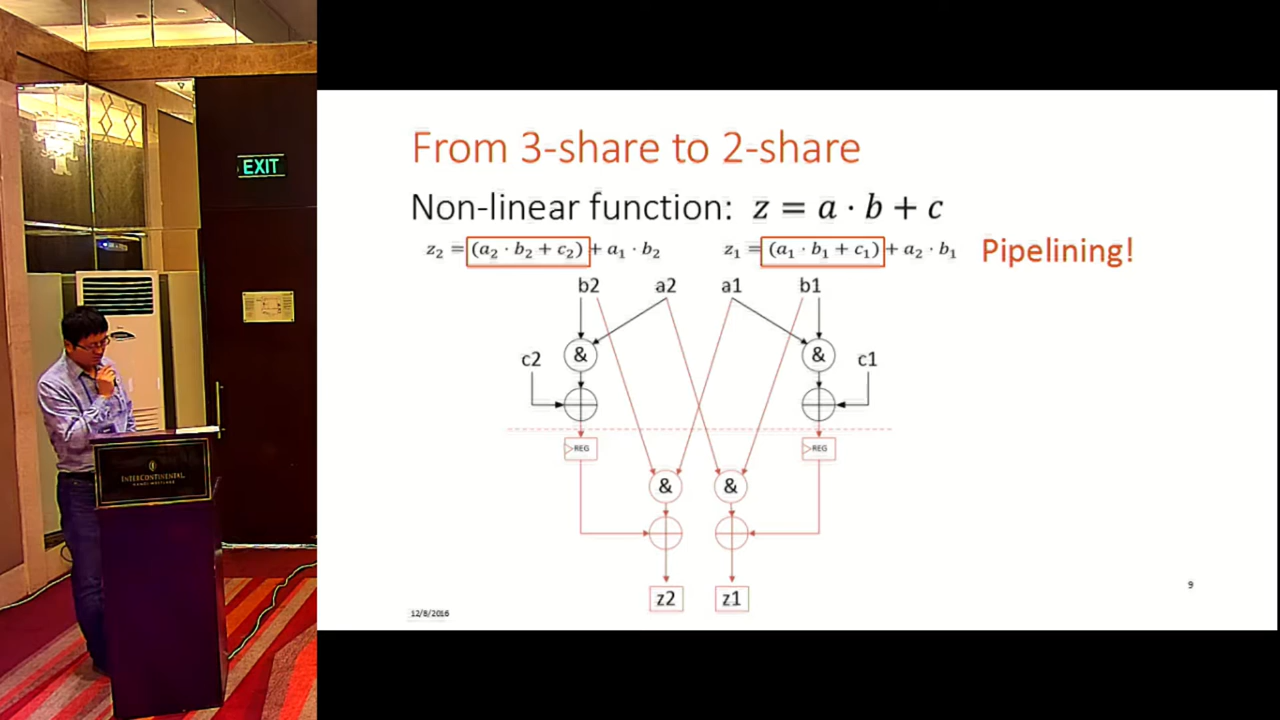 EXIT
INTERCONTINENTAL
From 3-share to 2-share
Non-linear function: z = a · b + c
z₂ = (a₂ · b₂ + c₂) + a₁ · b₂
z₁ = (a₁ · b₁ + c₁) + a₂ · b₁
Pipelining!
b2 a2 a1 b1
c2 & & c1
REG REG
& &
z2 z1
12/8/2016
9